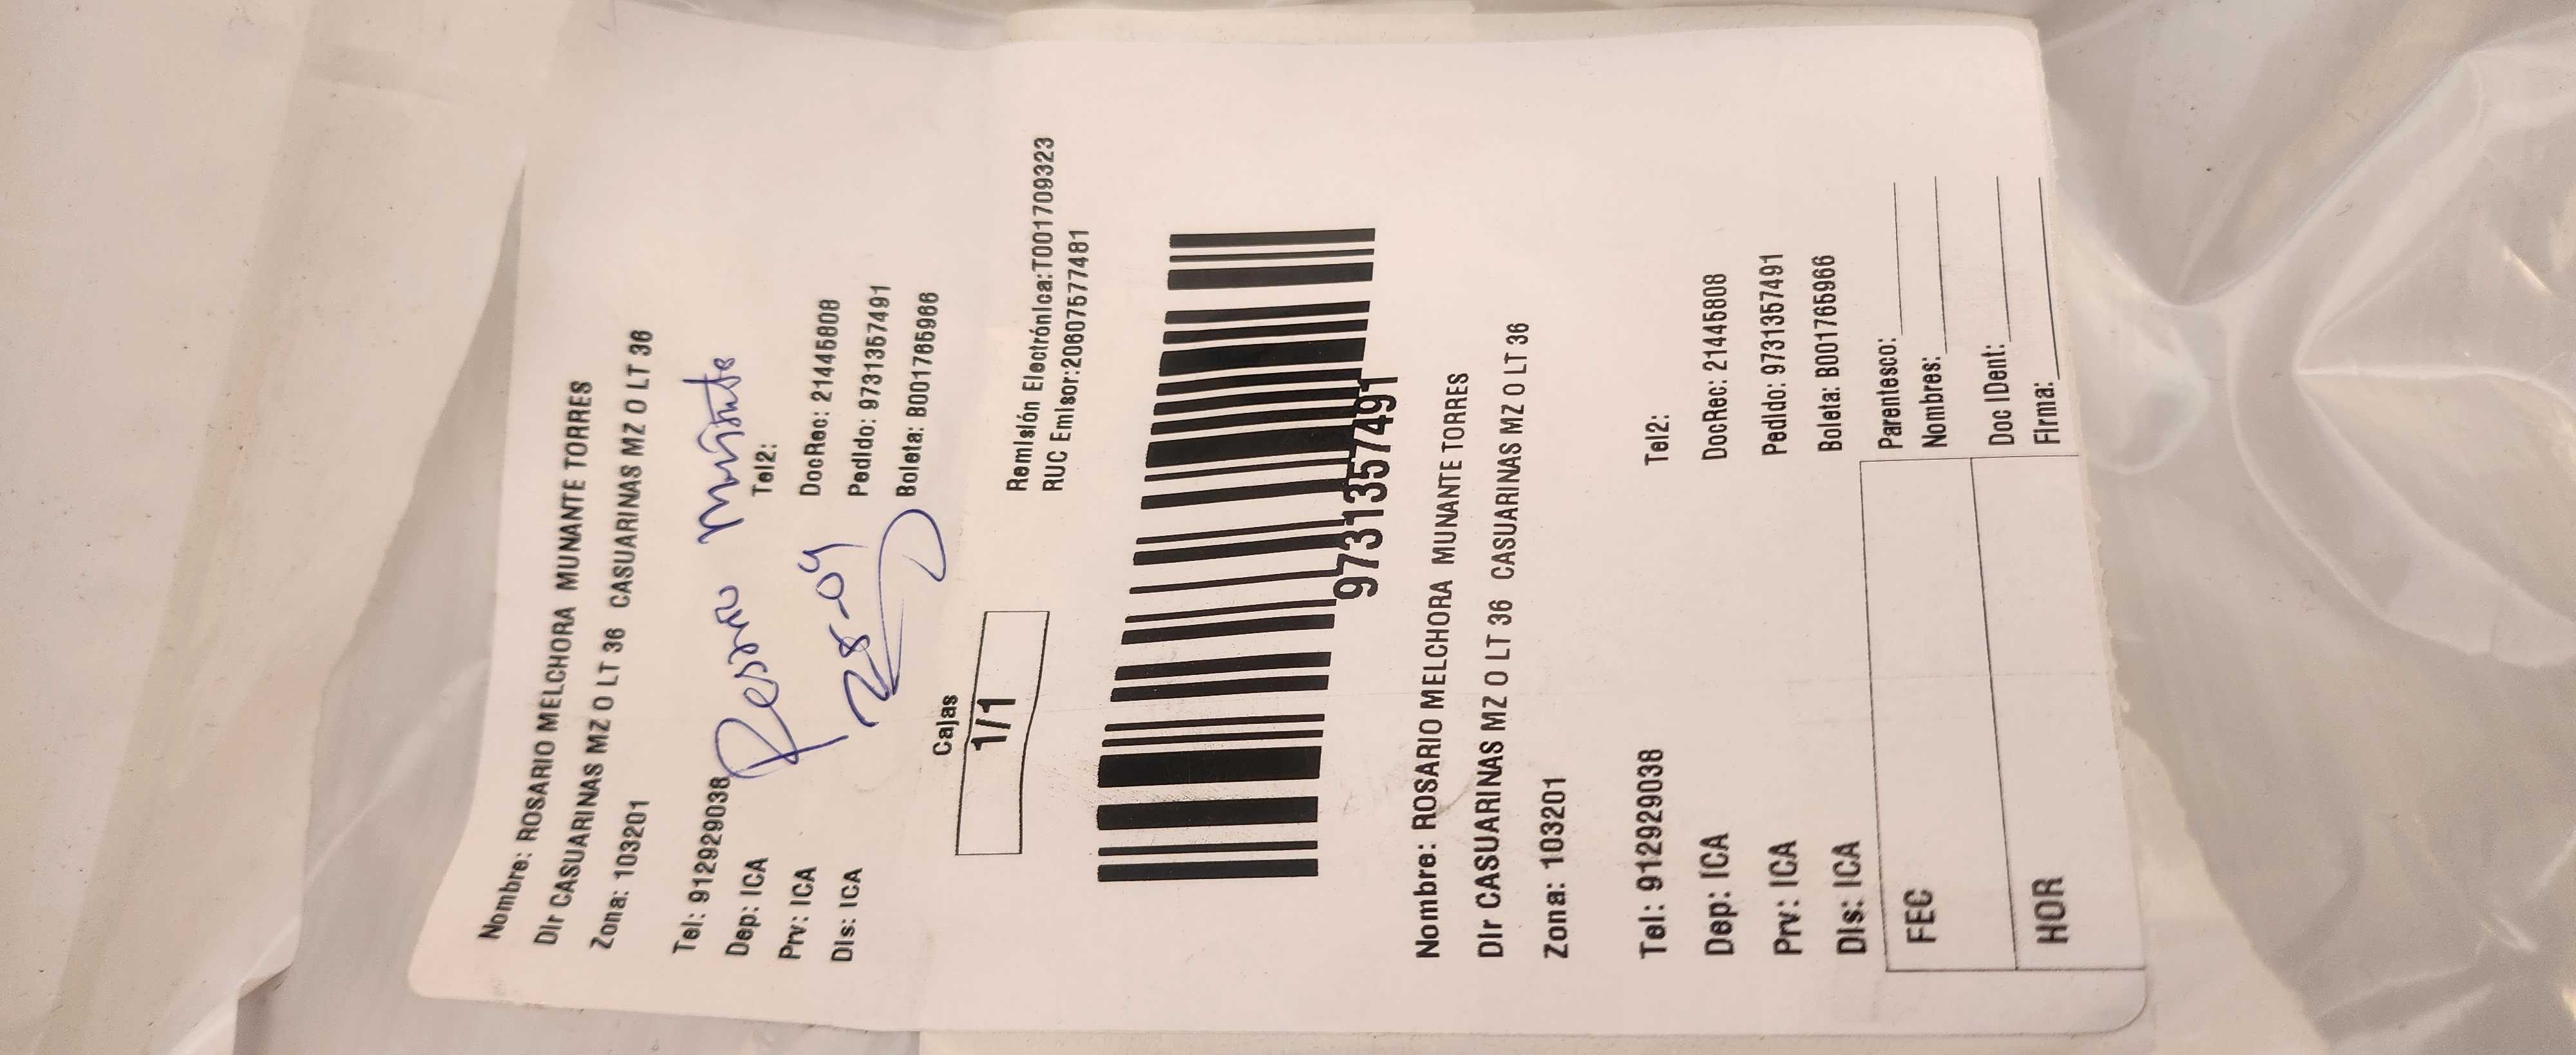 Nombre: ROSARIO MELCHORA MUNANTE TORRES
Dir CASUARINAS MZ O LT 36 CASUARINAS MZ O LT 36
Zona: 103201
Tel: 912929038
Tel2:
Dep: ICA
DocRec: 21445808
Prv: ICA
Pedido: 9731357491
Dis: ICA
Boleta: B001765966
Muñante
28-04
Cajas
1/1
Remisión Electrónica:T001709323
RUC Emisor:20607577481
9731357491
Nombre: ROSARIO MELCHORA MUNANTE TORRES
Dir CASUARINAS MZ O LT 36 CASUARINAS MZ O LT 36
Zona: 103201
Tel: 912929038
Tel2:
Dep: ICA
DocRec: 21445808
Prv: ICA
Pedido: 9731357491
Dis: ICA
Boleta: B001765966
FEC
Parentesco:
Nombres:
HOR
Doc IDent:
Firma: